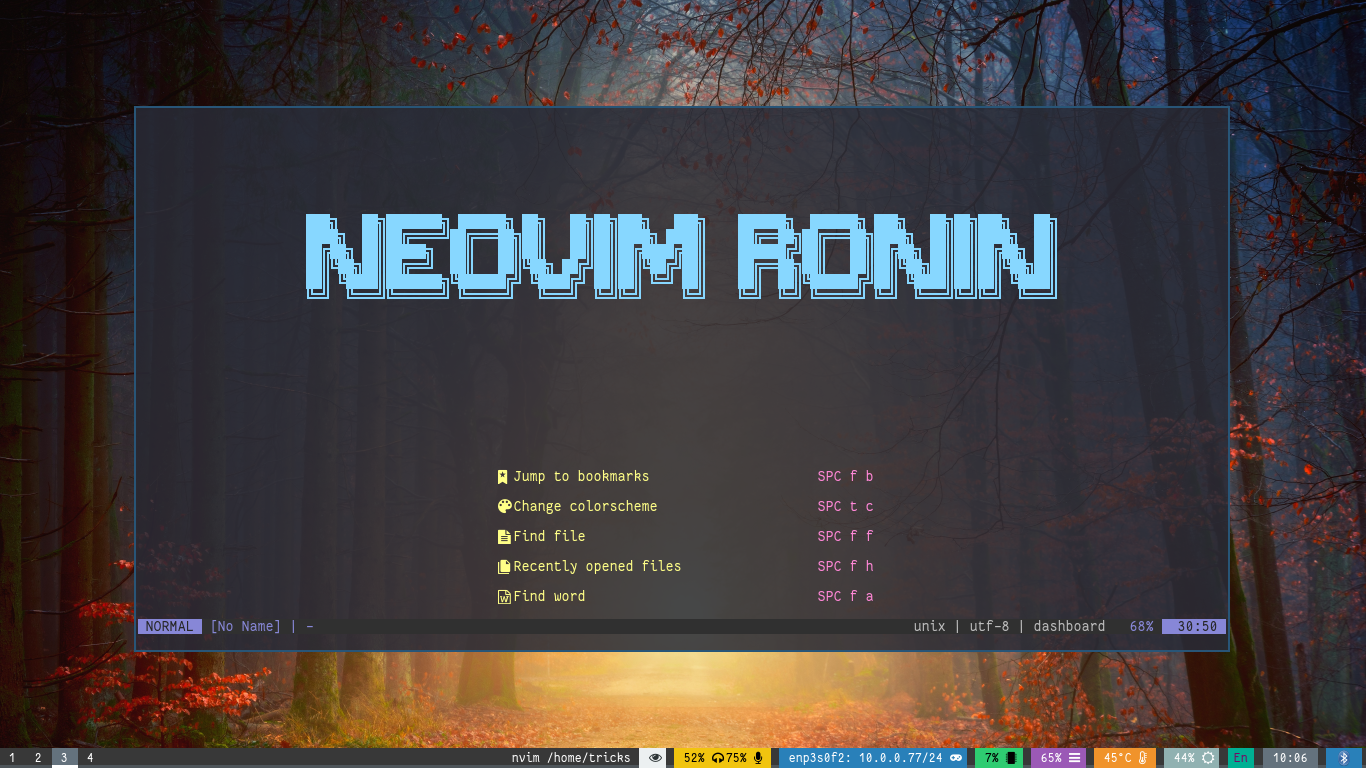 NEOVIM RONIN
Jump to bookmarks SPC f b
Change colorscheme SPC t c
Find file SPC f f
Recently opened files SPC f h
Find word SPC f a
NORMAL [No Name] | - unix | utf-8 | dashboard 68% 30:50
1 2 3 4 nvim /home/tricks 52% 75% enp3s0f2: 10.0.0.77/24 7% 65% 45°C 44% En 10:06